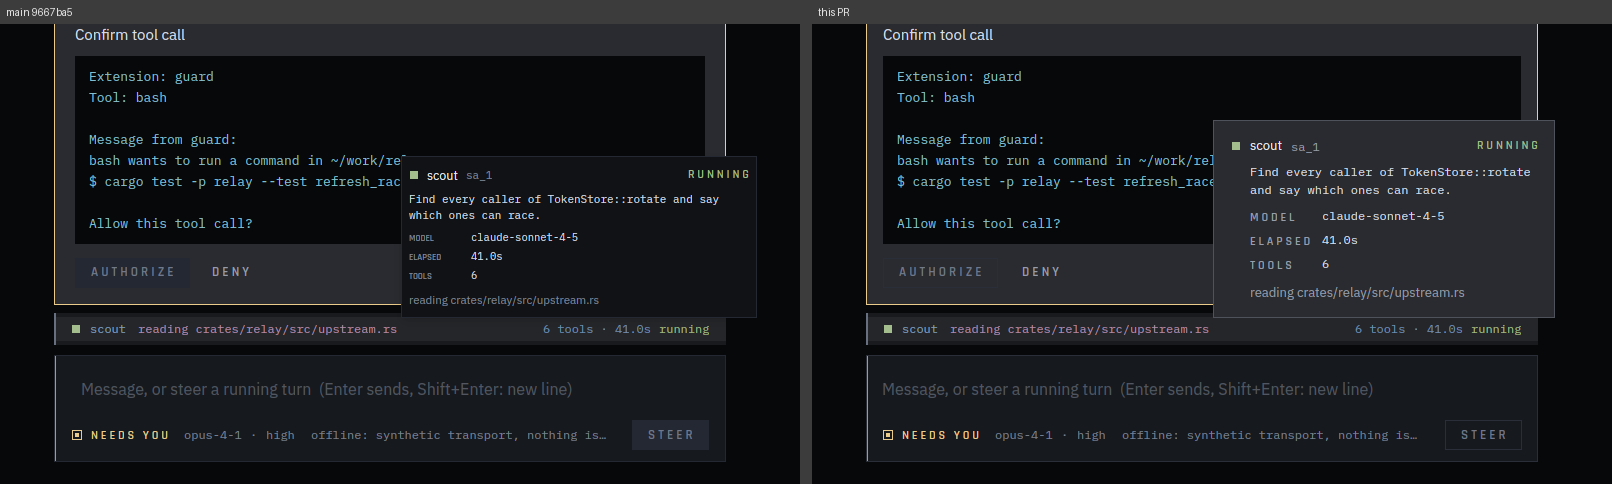 main 9667ba5
Confirm tool call
Extension: guard
Tool: bash
Message from guard:
bash wants to run a command in ~/work/rel
$ cargo test -p relay --test refresh_rac
Allow this tool call?
AUTHORIZE DENY
scout sa_1 RUNNING
Find every caller of TokenStore::rotate and say
which ones can race.
MODEL claude-sonnet-4-5
ELAPSED 41.0s
TOOLS 6
reading crates/relay/src/upstream.rs
scout reading crates/relay/src/upstream.rs 6 tools · 41.0s running
Message, or steer a running turn (Enter sends, Shift+Enter: new line)
NEEDS YOU opus-4-1 · high offline: synthetic transport, nothing is… STEER
this PR
Confirm tool call
Extension: guard
Tool: bash
Message from guard:
bash wants to run a command in ~/work/rel
$ cargo test -p relay --test refresh_race
Allow this tool call?
AUTHORIZE DENY
scout sa_1 RUNNING
Find every caller of TokenStore::rotate
and say which ones can race.
MODEL claude-sonnet-4-5
ELAPSED 41.0s
TOOLS 6
reading crates/relay/src/upstream.rs
scout reading crates/relay/src/upstream.rs 6 tools · 41.0s running
Message, or steer a running turn (Enter sends, Shift+Enter: new line)
NEEDS YOU opus-4-1 · high offline: synthetic transport, nothing is… STEER